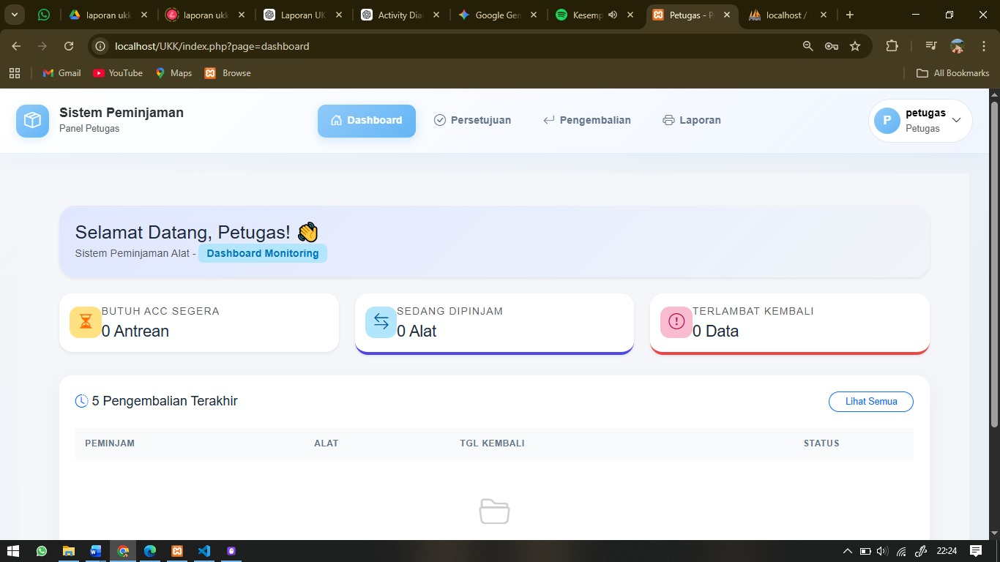 laporan ukk
laporan ukk
Laporan UK
Activity Dia
Google Gen
Kesemp
Petugas - P
localhost /
localhost/UKK/index.php?page=dashboard
Gmail
YouTube
Maps
Browse
All Bookmarks
Sistem Peminjaman
Panel Petugas
Dashboard
Persetujuan
Pengembalian
Laporan
P
petugas
Petugas
Selamat Datang, Petugas! 👋
Sistem Peminjaman Alat - Dashboard Monitoring
BUTUH ACC SEGERA
0 Antrean
SEDANG DIPINJAM
0 Alat
TERLAMBAT KEMBALI
0 Data
5 Pengembalian Terakhir
Lihat Semua
PEMINJAM ALAT TGL KEMBALI STATUS
22:24